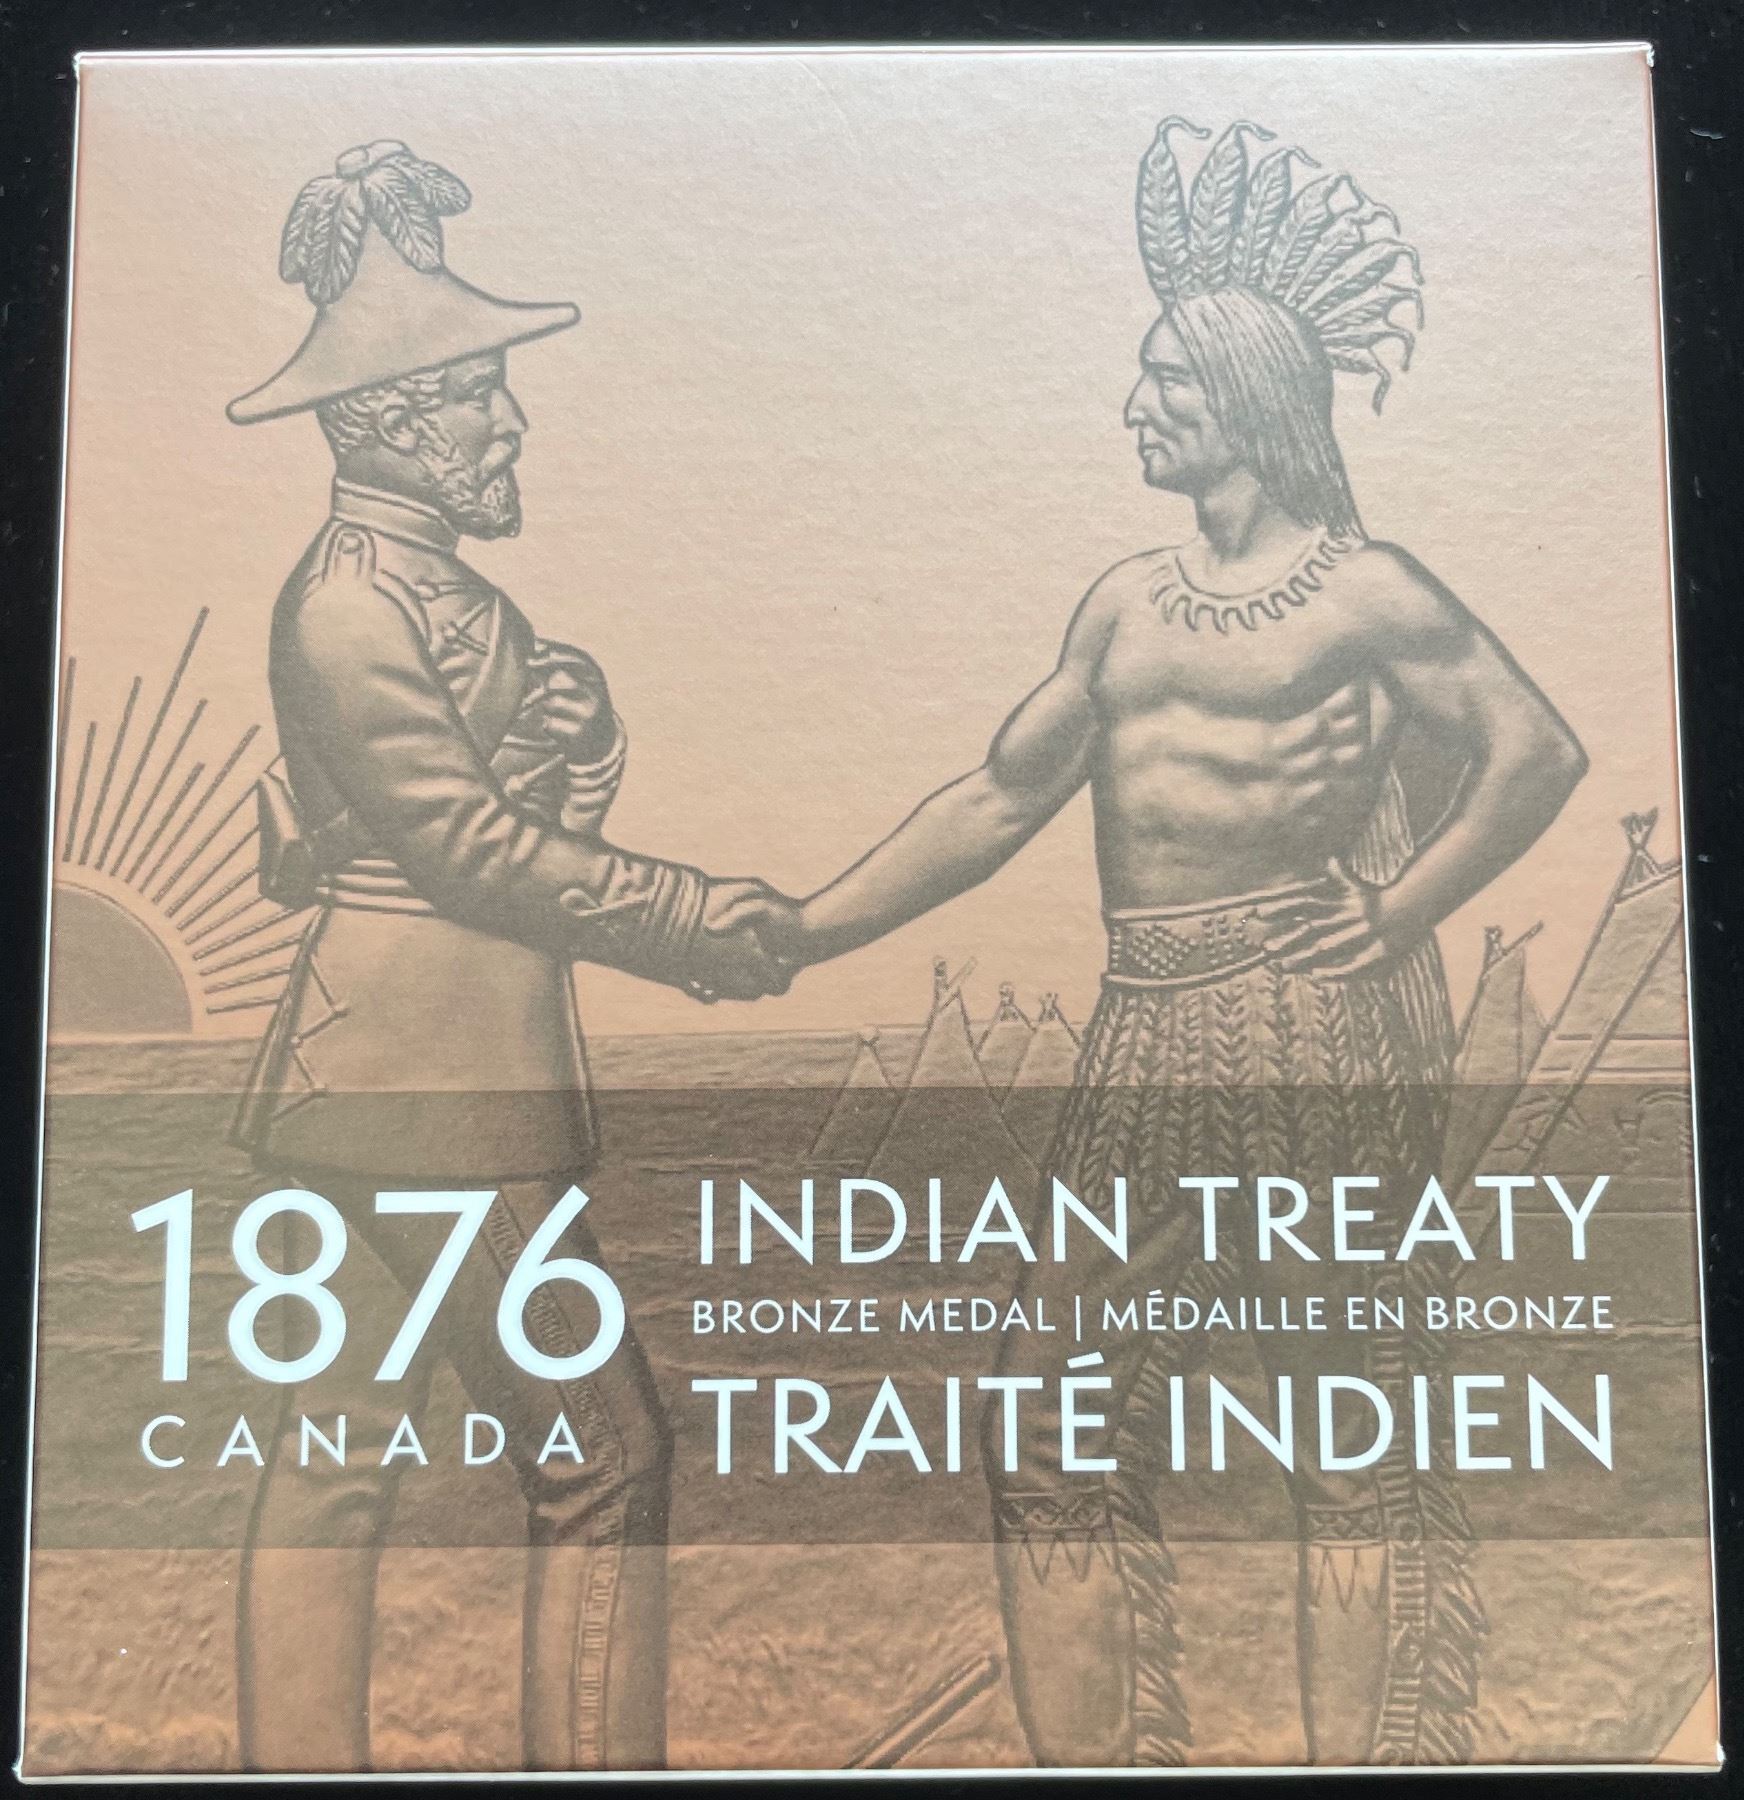 1876
CANADA
INDIAN TREATY
BRONZE MEDAL | MÉDAILLE EN BRONZE
TRAITÉ INDIEN